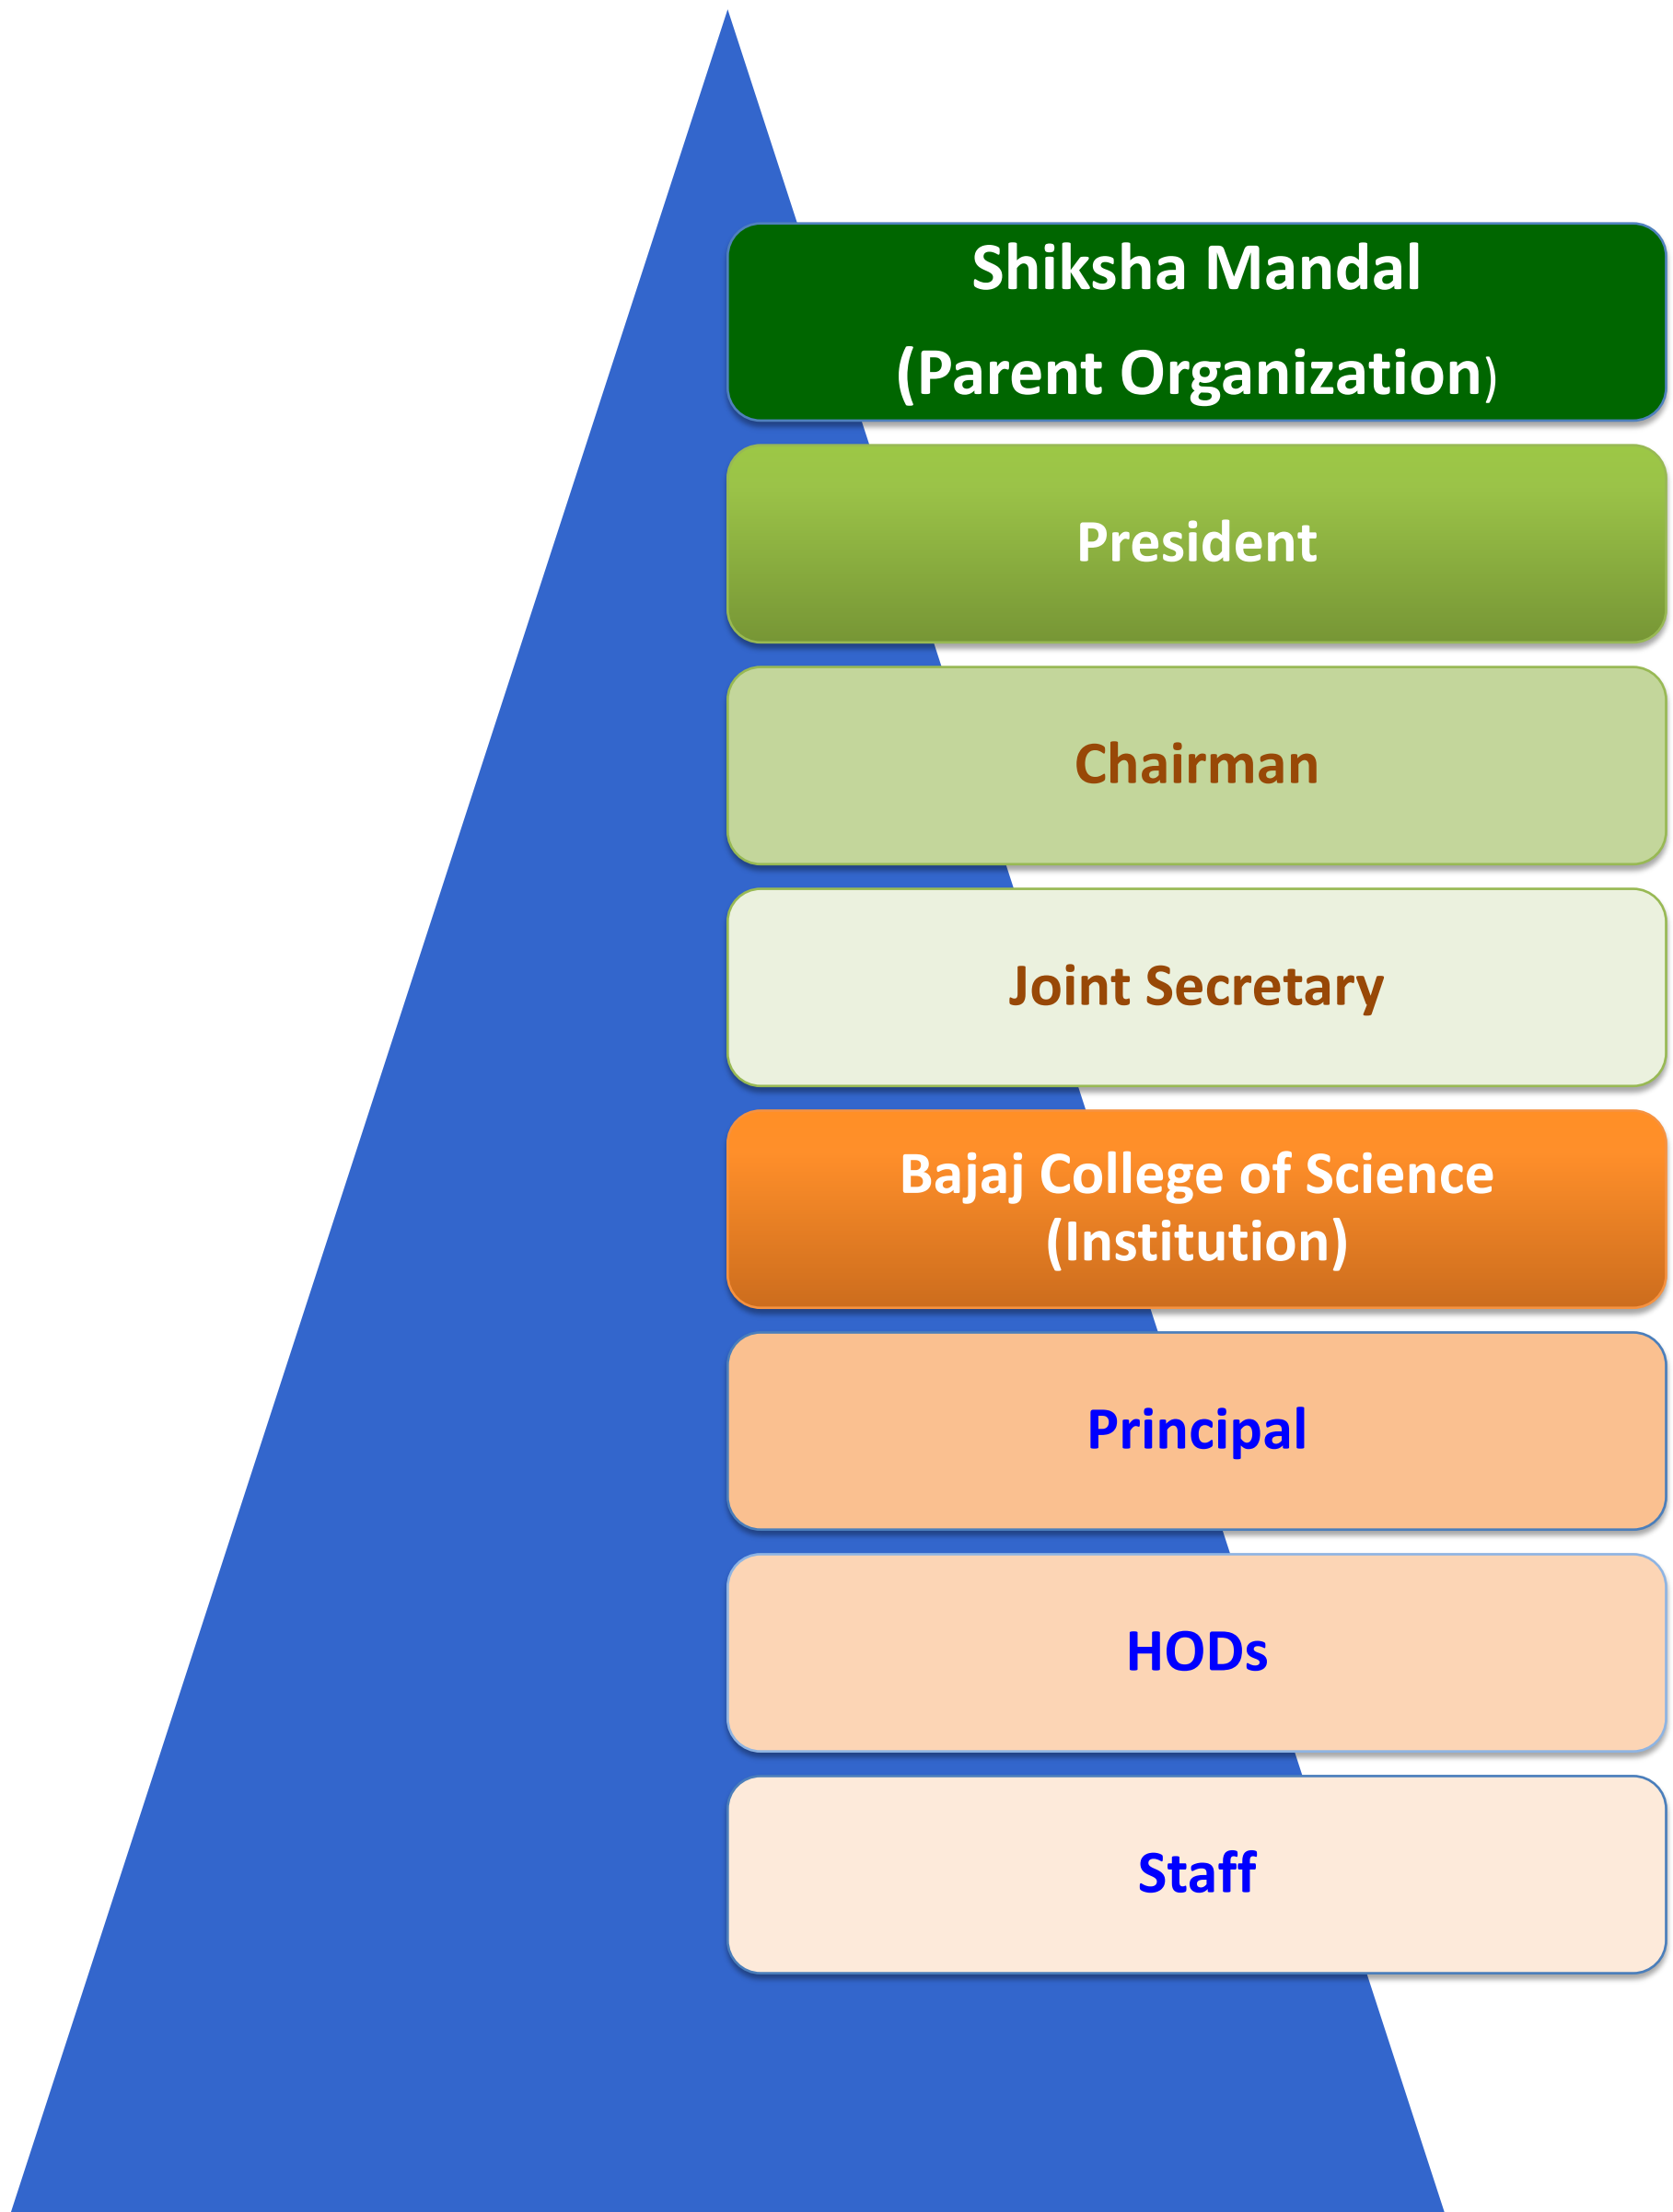 Shiksha Mandal
(Parent Organization)
President
Chairman
Joint Secretary
Bajaj College of Science
(Institution)
Principal
HODs
Staff